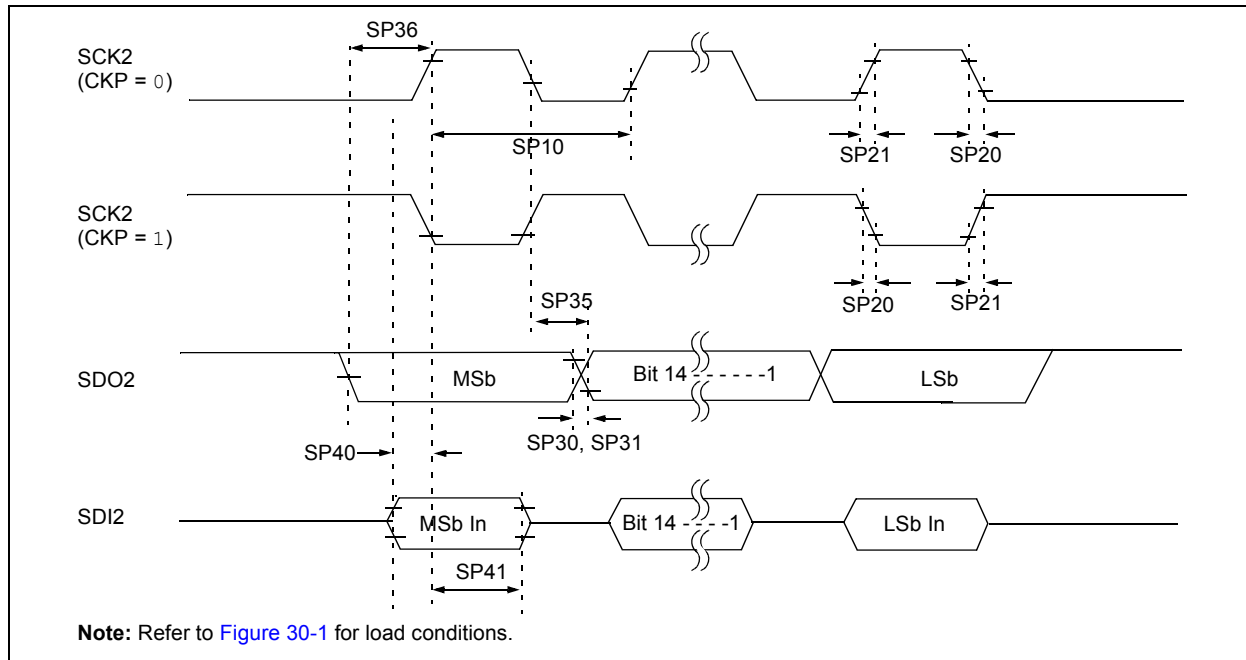 SP36
SCK2
(CKP = 0)
SP10
SP21
SP20
SCK2
(CKP = 1)
SP35
SP20
SP21
SDO2
MSb
Bit 14 - - - - - -1
LSb
SP30, SP31
SP40
SDI2
MSb In
Bit 14 - - - -1
LSb In
SP41
Note: Refer to Figure 30-1 for load conditions.